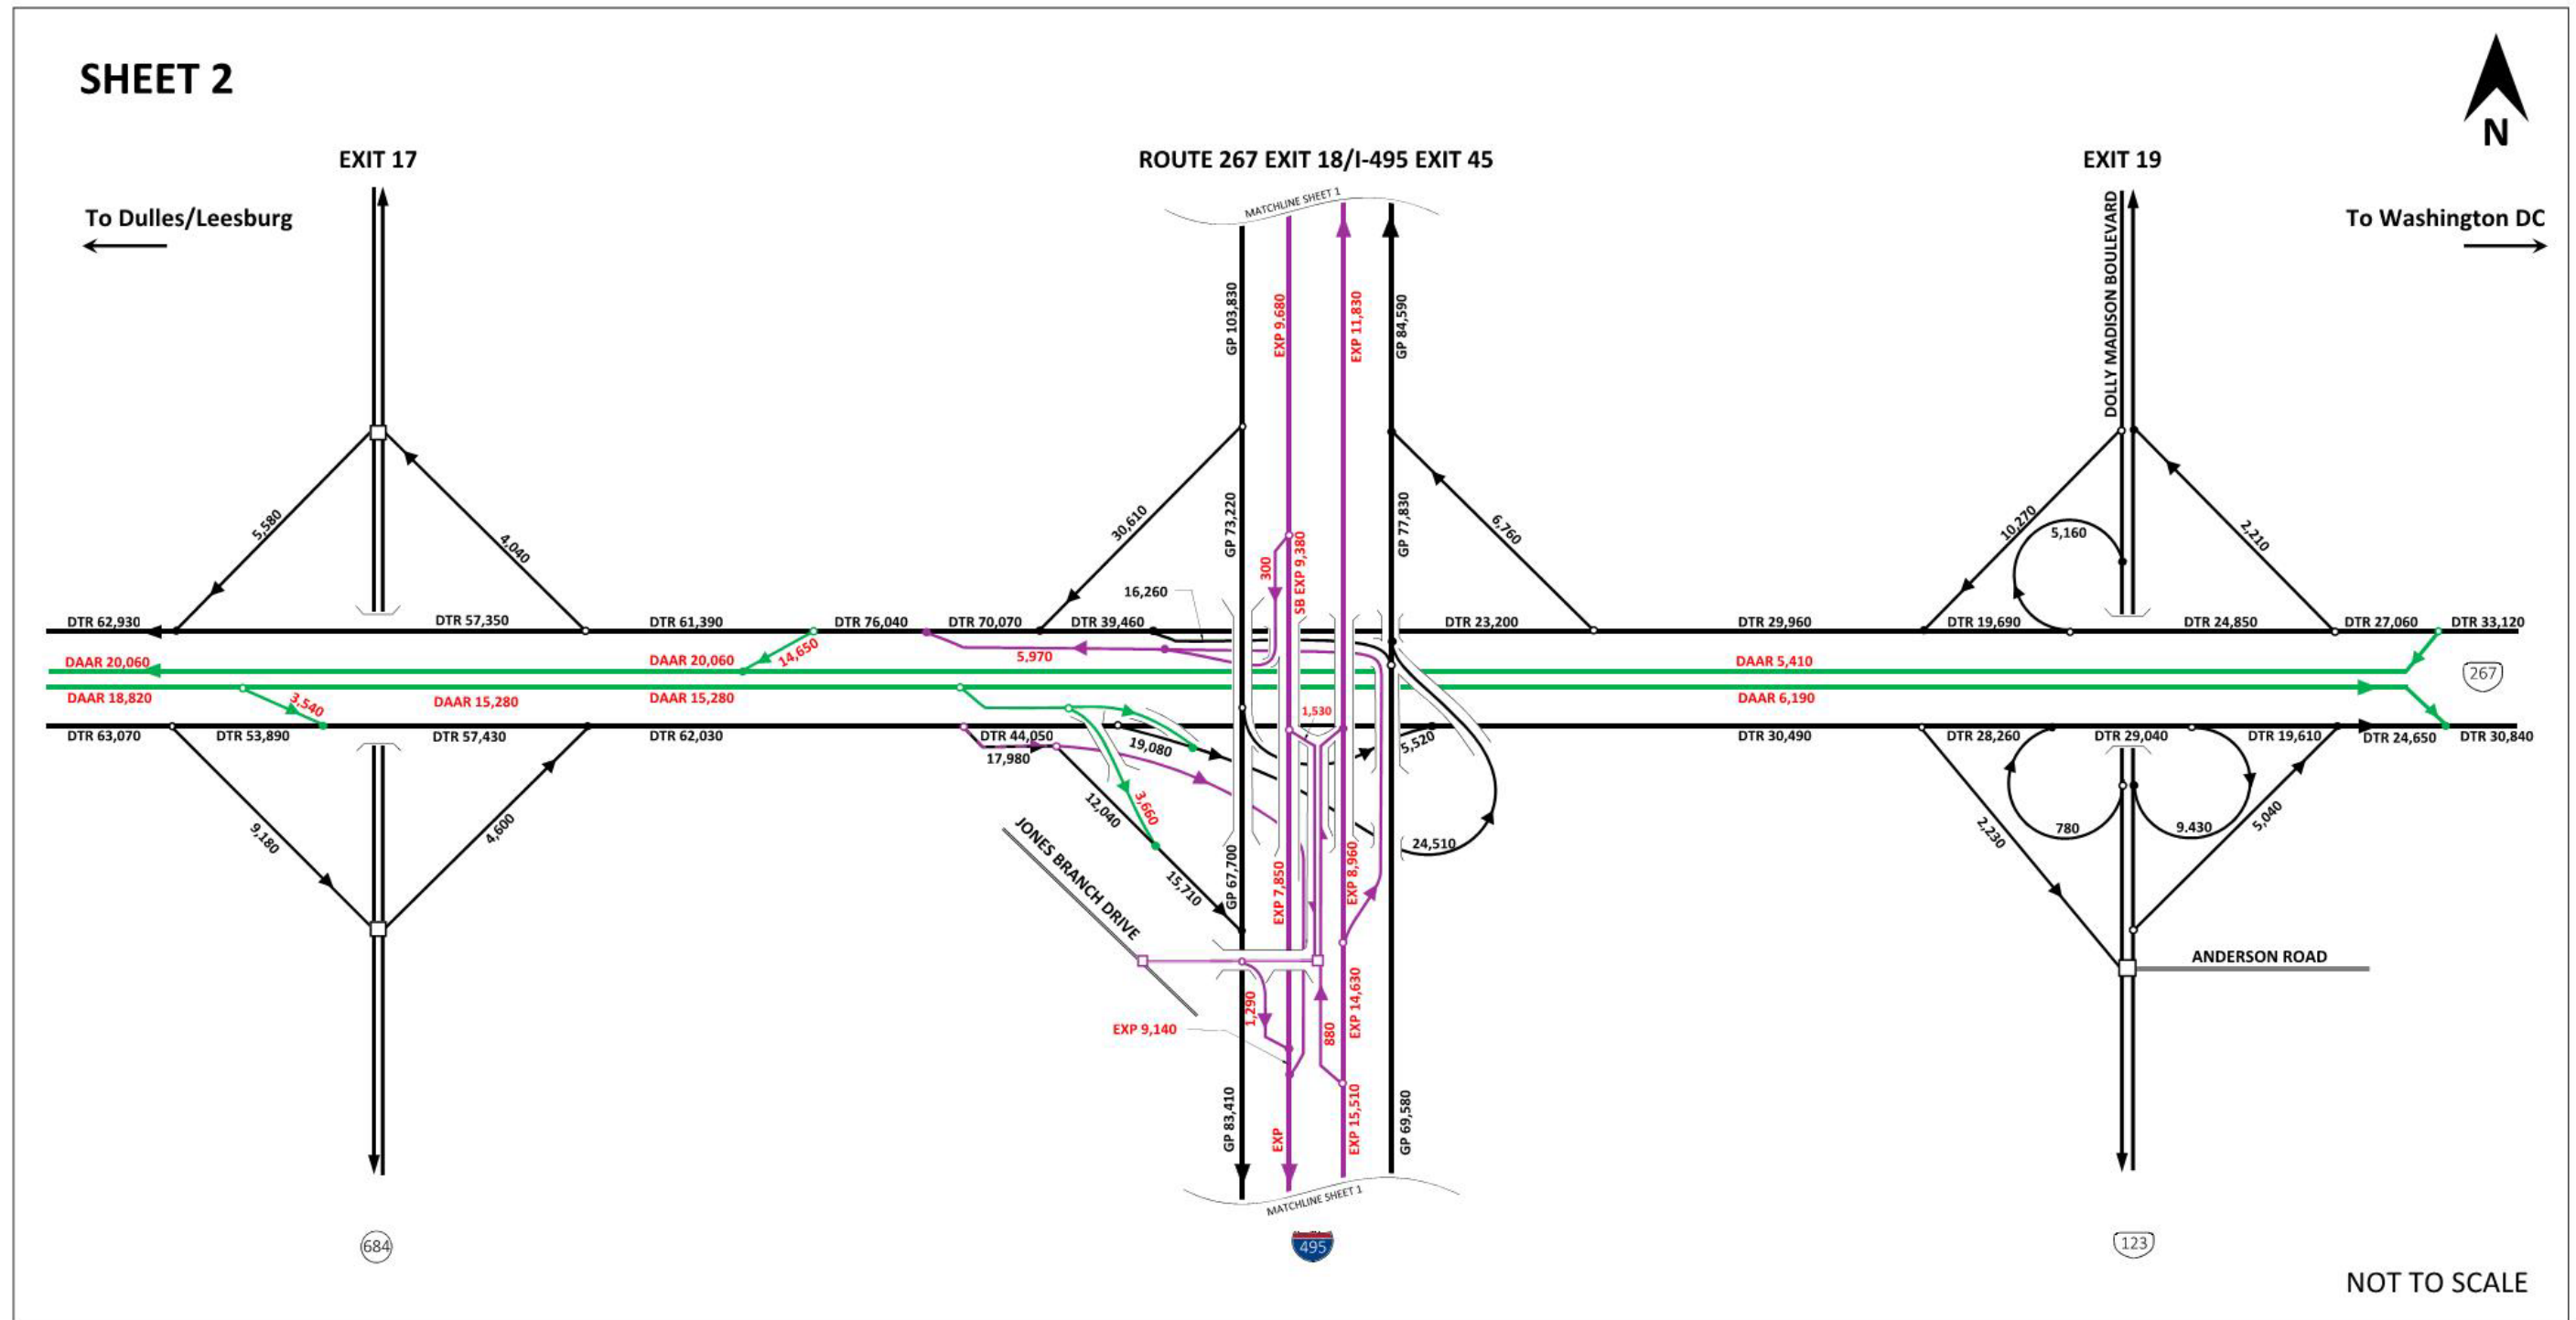 SHEET 2
N
EXIT 17
ROUTE 267 EXIT 18/I-495 EXIT 45
EXIT 19
To Dulles/Leesburg
To Washington DC
MATCHLINE SHEET 1
DOLLY MADISON BOULEVARD
GP 103,830
EXP 9,680
EXP 11,830
GP 84,590
5,580
4,040
30,610
GP 73,220
300
SB EXP 9,380
GP 77,830
6,760
10,270
5,160
2,210
16,260
DTR 62,930
DTR 57,350
DTR 61,390
DTR 76,040
DTR 70,070
DTR 39,460
DTR 23,200
DTR 29,960
DTR 19,690
DTR 24,850
DTR 27,060
DTR 33,120
DAAR 20,060
DAAR 20,060
14,650
5,970
DAAR 5,410
267
DAAR 18,820
3,540
DAAR 15,280
DAAR 15,280
1,530
DAAR 6,190
DTR 63,070
DTR 53,890
DTR 57,430
DTR 62,030
DTR 44,050
17,980
19,080
5,520
DTR 30,490
DTR 28,260
DTR 29,040
DTR 19,610
DTR 24,650
DTR 30,840
9,180
4,600
12,040
3,660
15,710
JONES BRANCH DRIVE
GP 67,700
EXP 7,850
EXP 8,960
24,510
2,230
780
9.430
5,040
ANDERSON ROAD
1,290
EXP 9,140
880
EXP 14,630
GP 83,410
EXP
EXP 15,510
GP 69,580
MATCHLINE SHEET 1
684
495
123
NOT TO SCALE